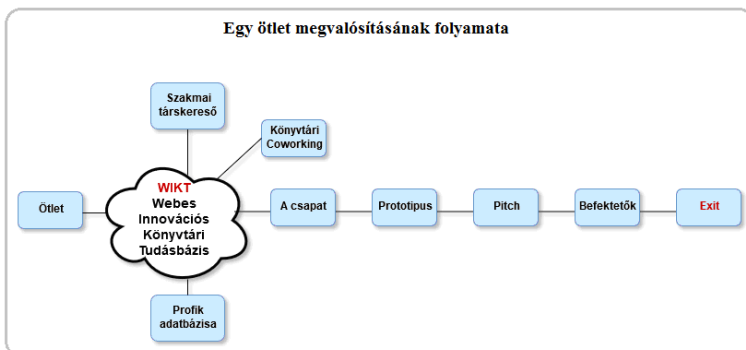 Egy ötlet megvalósításának folyamata
Szakmai
társkereső
Könyvtári
Coworking
Ötlet
WIKT
Webes
Innovációs
Könyvtári
Tudásbázis
A csapat
Prototipus
Pitch
Befektetők
Exit
Profik
adatbázisa